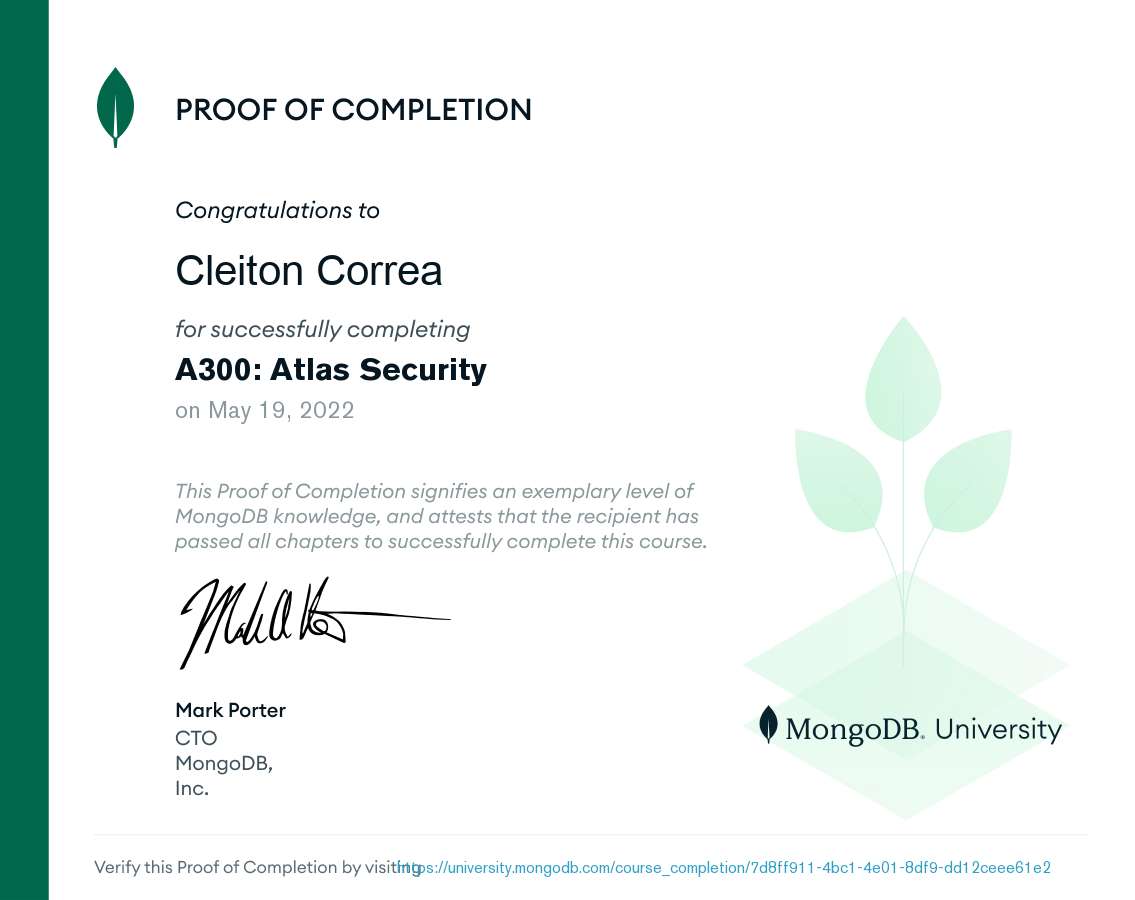 PROOF OF COMPLETION
Congratulations to
Cleiton Correa
for successfully completing
A300: Atlas Security
on May 19, 2022
This Proof of Completion signifies an exemplary level of
MongoDB knowledge, and attests that the recipient has
passed all chapters to successfully complete this course.
Mark Porter
CTO
MongoDB,
Inc.
MongoDB. University
Verify this Proof of Completion by visiting https://university.mongodb.com/course_completion/7d8ff911-4bc1-4e01-8df9-dd12ceee61e2